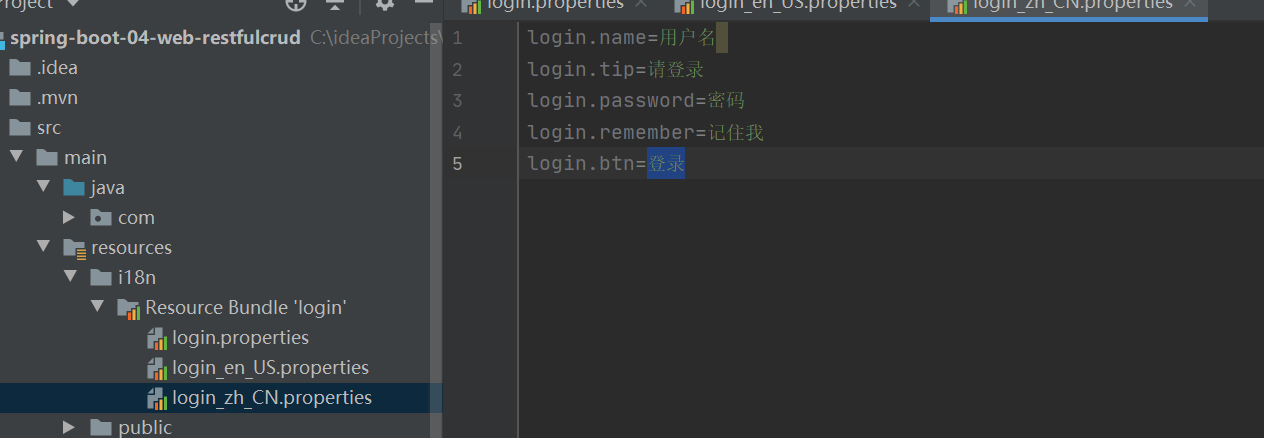 Project
login.properties
login_en_US.properties
login_zh_CN.properties
spring-boot-04-web-restfulcrud C:\ideaProjects\
.idea
.mvn
src
main
java
com
resources
i18n
Resource Bundle 'login'
login.properties
login_en_US.properties
login_zh_CN.properties
public
1 login.name=用户名
2 login.tip=请登录
3 login.password=密码
4 login.remember=记住我
5 login.btn=登录